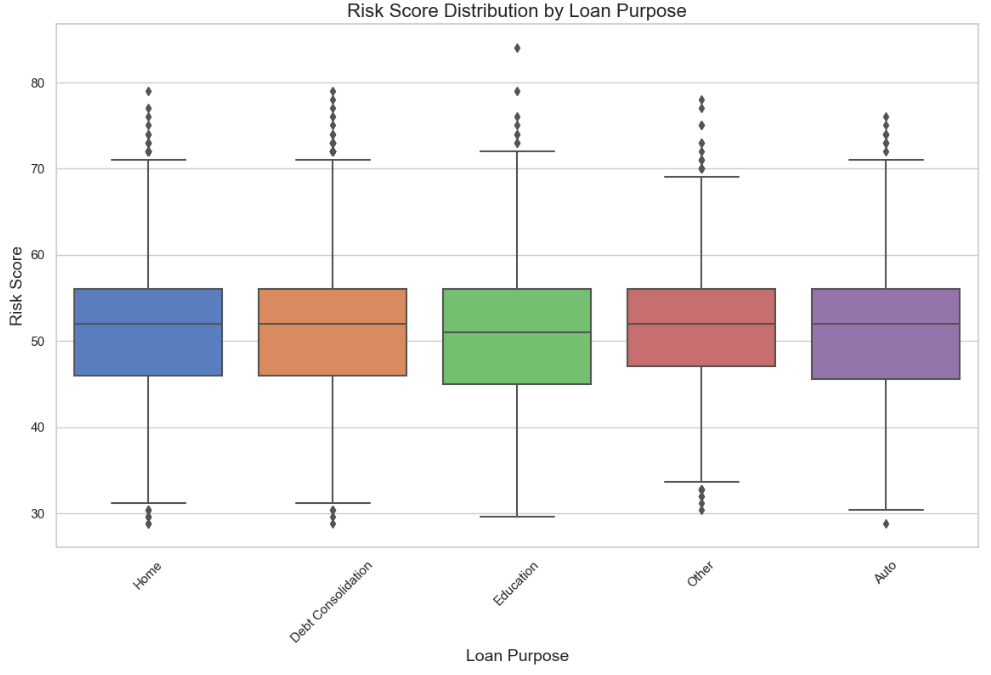 Risk Score Distribution by Loan Purpose
Risk Score
80
70
60
50
40
30
Home
Debt Consolidation
Education
Other
Auto
Loan Purpose